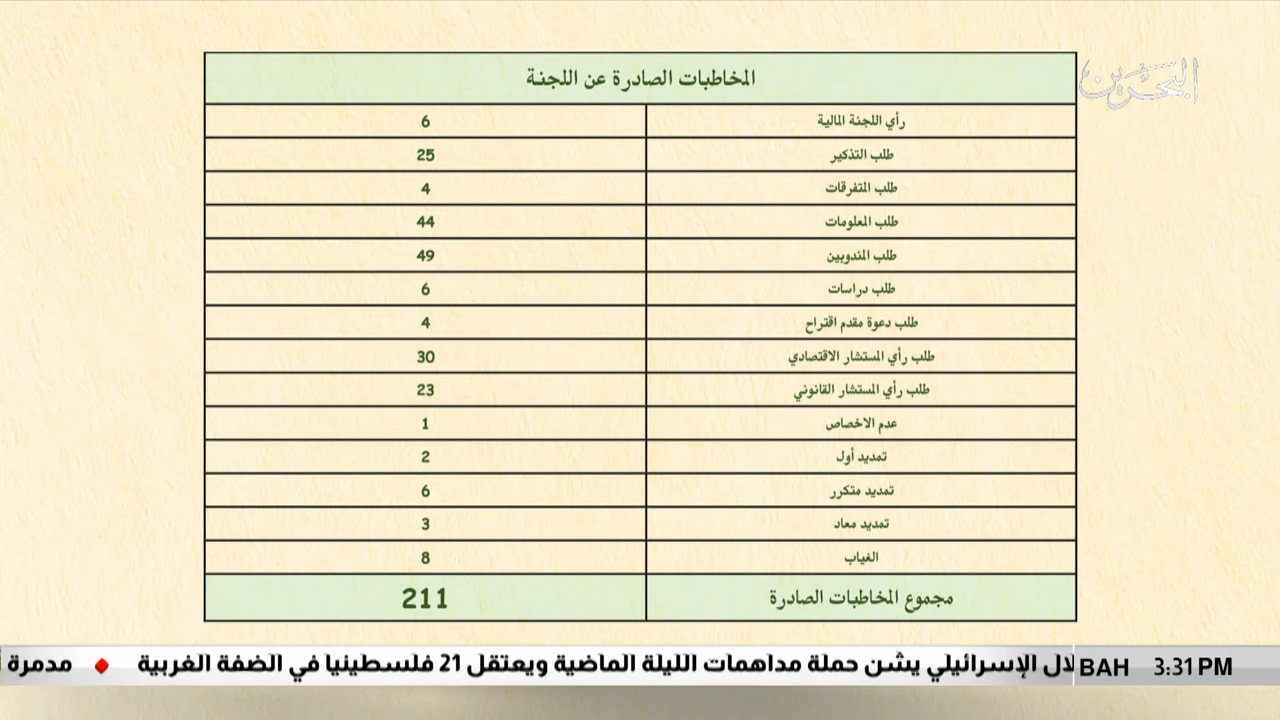 المخاطبات الصادرة عن اللجنة
رأي اللجنة المالية 6
طلب التذكير 25
طلب المتفرقات 4
طلب المعلومات 44
طلب المندوبين 49
طلب دراسات 6
طلب دعوة مقدم اقتراح 4
طلب رأي المستشار الاقتصادي 30
طلب رأي المستشار القانوني 23
عدم الاخصاص 1
تمديد أول 2
تمديد متكرر 6
تمديد معاد 3
الغياب 8
مجموع المخاطبات الصادرة 211
البحرين
BAH 3:31 PM
لال الإسرائيلي يشن حملة مداهمات الليلة الماضية ويعتقل 21 فلسطينيا في الضفة الغربية ♦ مدمرة